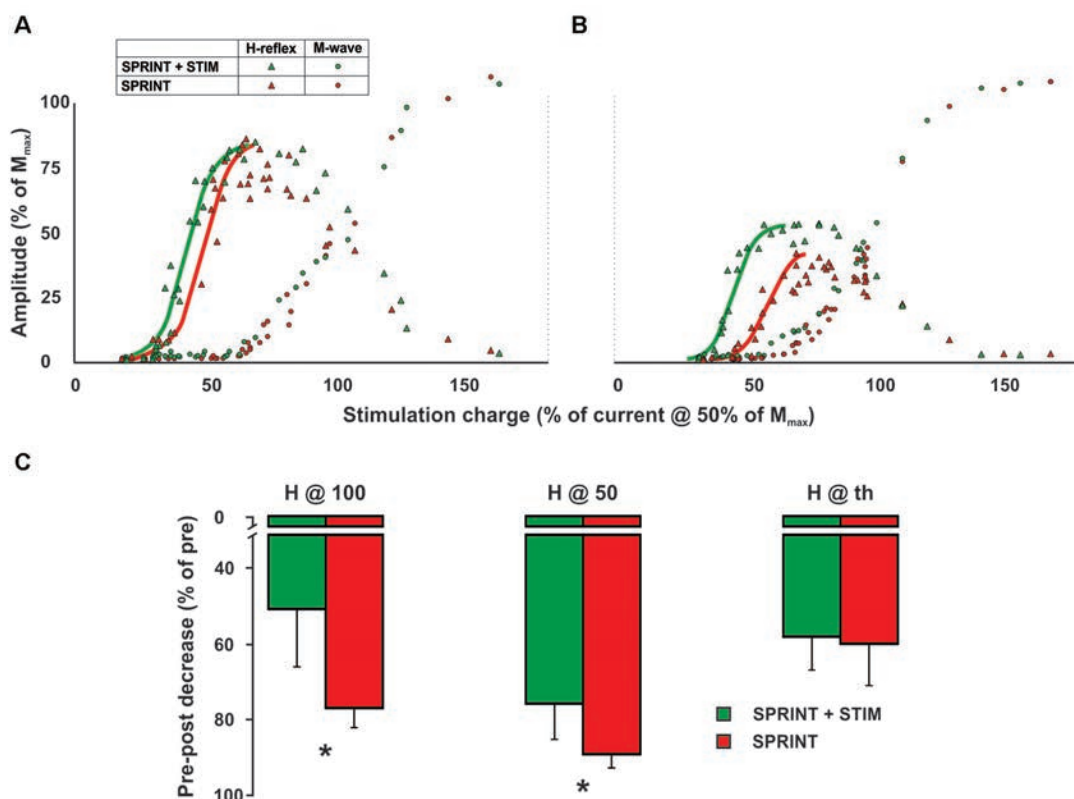 A
B
H-reflex M-wave
SPRINT + STIM
SPRINT
Amplitude (% of Mmax)
100
75
50
25
0
0 50 100 150
0 50 100 150
Stimulation charge (% of current @ 50% of Mmax)
C
H @ 100 H @ 50 H @ th
Pre-post decrease (% of pre)
0
40
60
80
100
* *
SPRINT + STIM
SPRINT